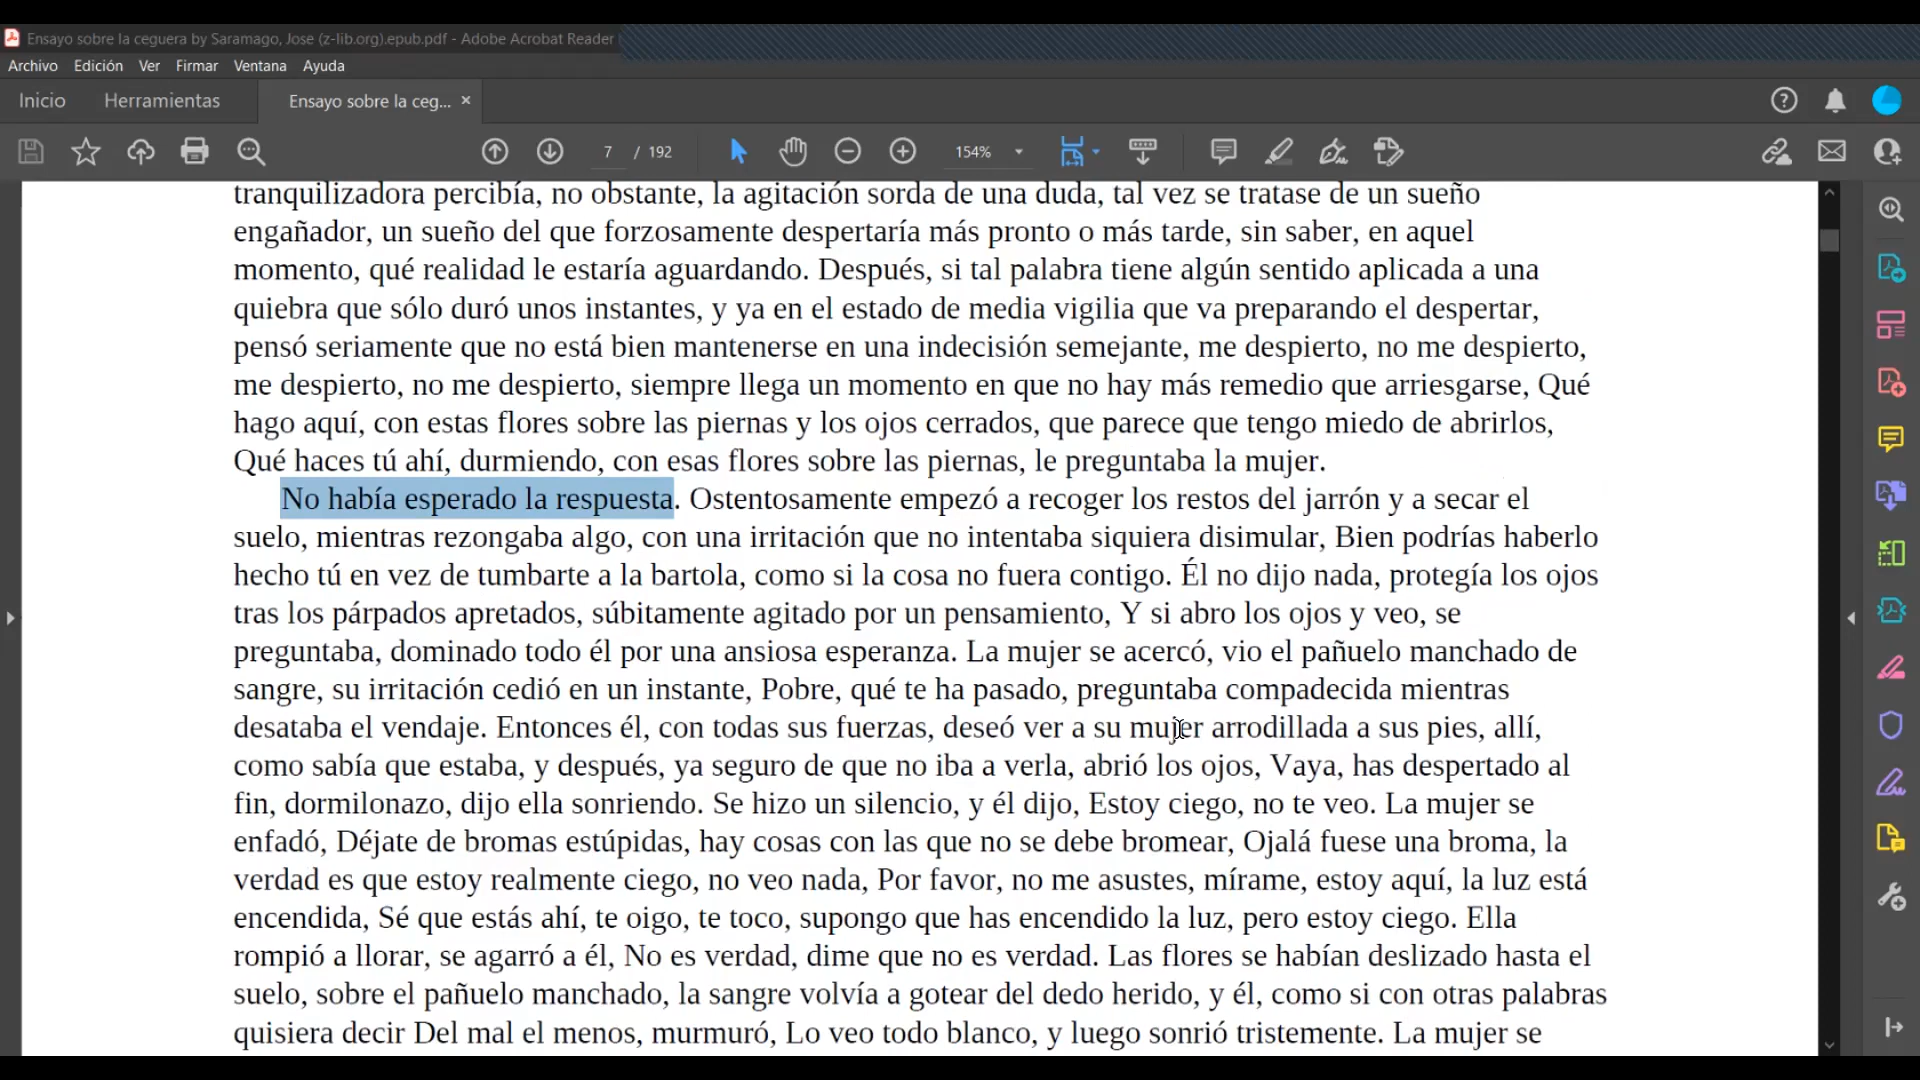 Ensayo sobre la ceguera by Saramago, Jose (z-lib.org).epub.pdf - Adobe Acrobat Reader
Archivo Edición Ver Firmar Ventana Ayuda
Inicio Herramientas Ensayo sobre la ceg... ×
7 / 192 154%
tranquilizadora percibía, no obstante, la agitación sorda de una duda, tal vez se tratase de un sueño
engañador, un sueño del que forzosamente despertaría más pronto o más tarde, sin saber, en aquel
momento, qué realidad le estaría aguardando. Después, si tal palabra tiene algún sentido aplicada a una
quiebra que sólo duró unos instantes, y ya en el estado de media vigilia que va preparando el despertar,
pensó seriamente que no está bien mantenerse en una indecisión semejante, me despierto, no me despierto,
me despierto, no me despierto, siempre llega un momento en que no hay más remedio que arriesgarse, Qué
hago aquí, con estas flores sobre las piernas y los ojos cerrados, que parece que tengo miedo de abrirlos,
Qué haces tú ahí, durmiendo, con esas flores sobre las piernas, le preguntaba la mujer.
No había esperado la respuesta. Ostentosamente empezó a recoger los restos del jarrón y a secar el
suelo, mientras rezongaba algo, con una irritación que no intentaba siquiera disimular, Bien podrías haberlo
hecho tú en vez de tumbarte a la bartola, como si la cosa no fuera contigo. Él no dijo nada, protegía los ojos
tras los párpados apretados, súbitamente agitado por un pensamiento, Y si abro los ojos y veo, se
preguntaba, dominado todo él por una ansiosa esperanza. La mujer se acercó, vio el pañuelo manchado de
sangre, su irritación cedió en un instante, Pobre, qué te ha pasado, preguntaba compadecida mientras
desataba el vendaje. Entonces él, con todas sus fuerzas, deseó ver a su mujer arrodillada a sus pies, allí,
como sabía que estaba, y después, ya seguro de que no iba a verla, abrió los ojos, Vaya, has despertado al
fin, dormilonazo, dijo ella sonriendo. Se hizo un silencio, y él dijo, Estoy ciego, no te veo. La mujer se
enfadó, Déjate de bromas estúpidas, hay cosas con las que no se debe bromear, Ojalá fuese una broma, la
verdad es que estoy realmente ciego, no veo nada, Por favor, no me asustes, mírame, estoy aquí, la luz está
encendida, Sé que estás ahí, te oigo, te toco, supongo que has encendido la luz, pero estoy ciego. Ella
rompió a llorar, se agarró a él, No es verdad, dime que no es verdad. Las flores se habían deslizado hasta el
suelo, sobre el pañuelo manchado, la sangre volvía a gotear del dedo herido, y él, como si con otras palabras
quisiera decir Del mal el menos, murmuró, Lo veo todo blanco, y luego sonrió tristemente. La mujer se